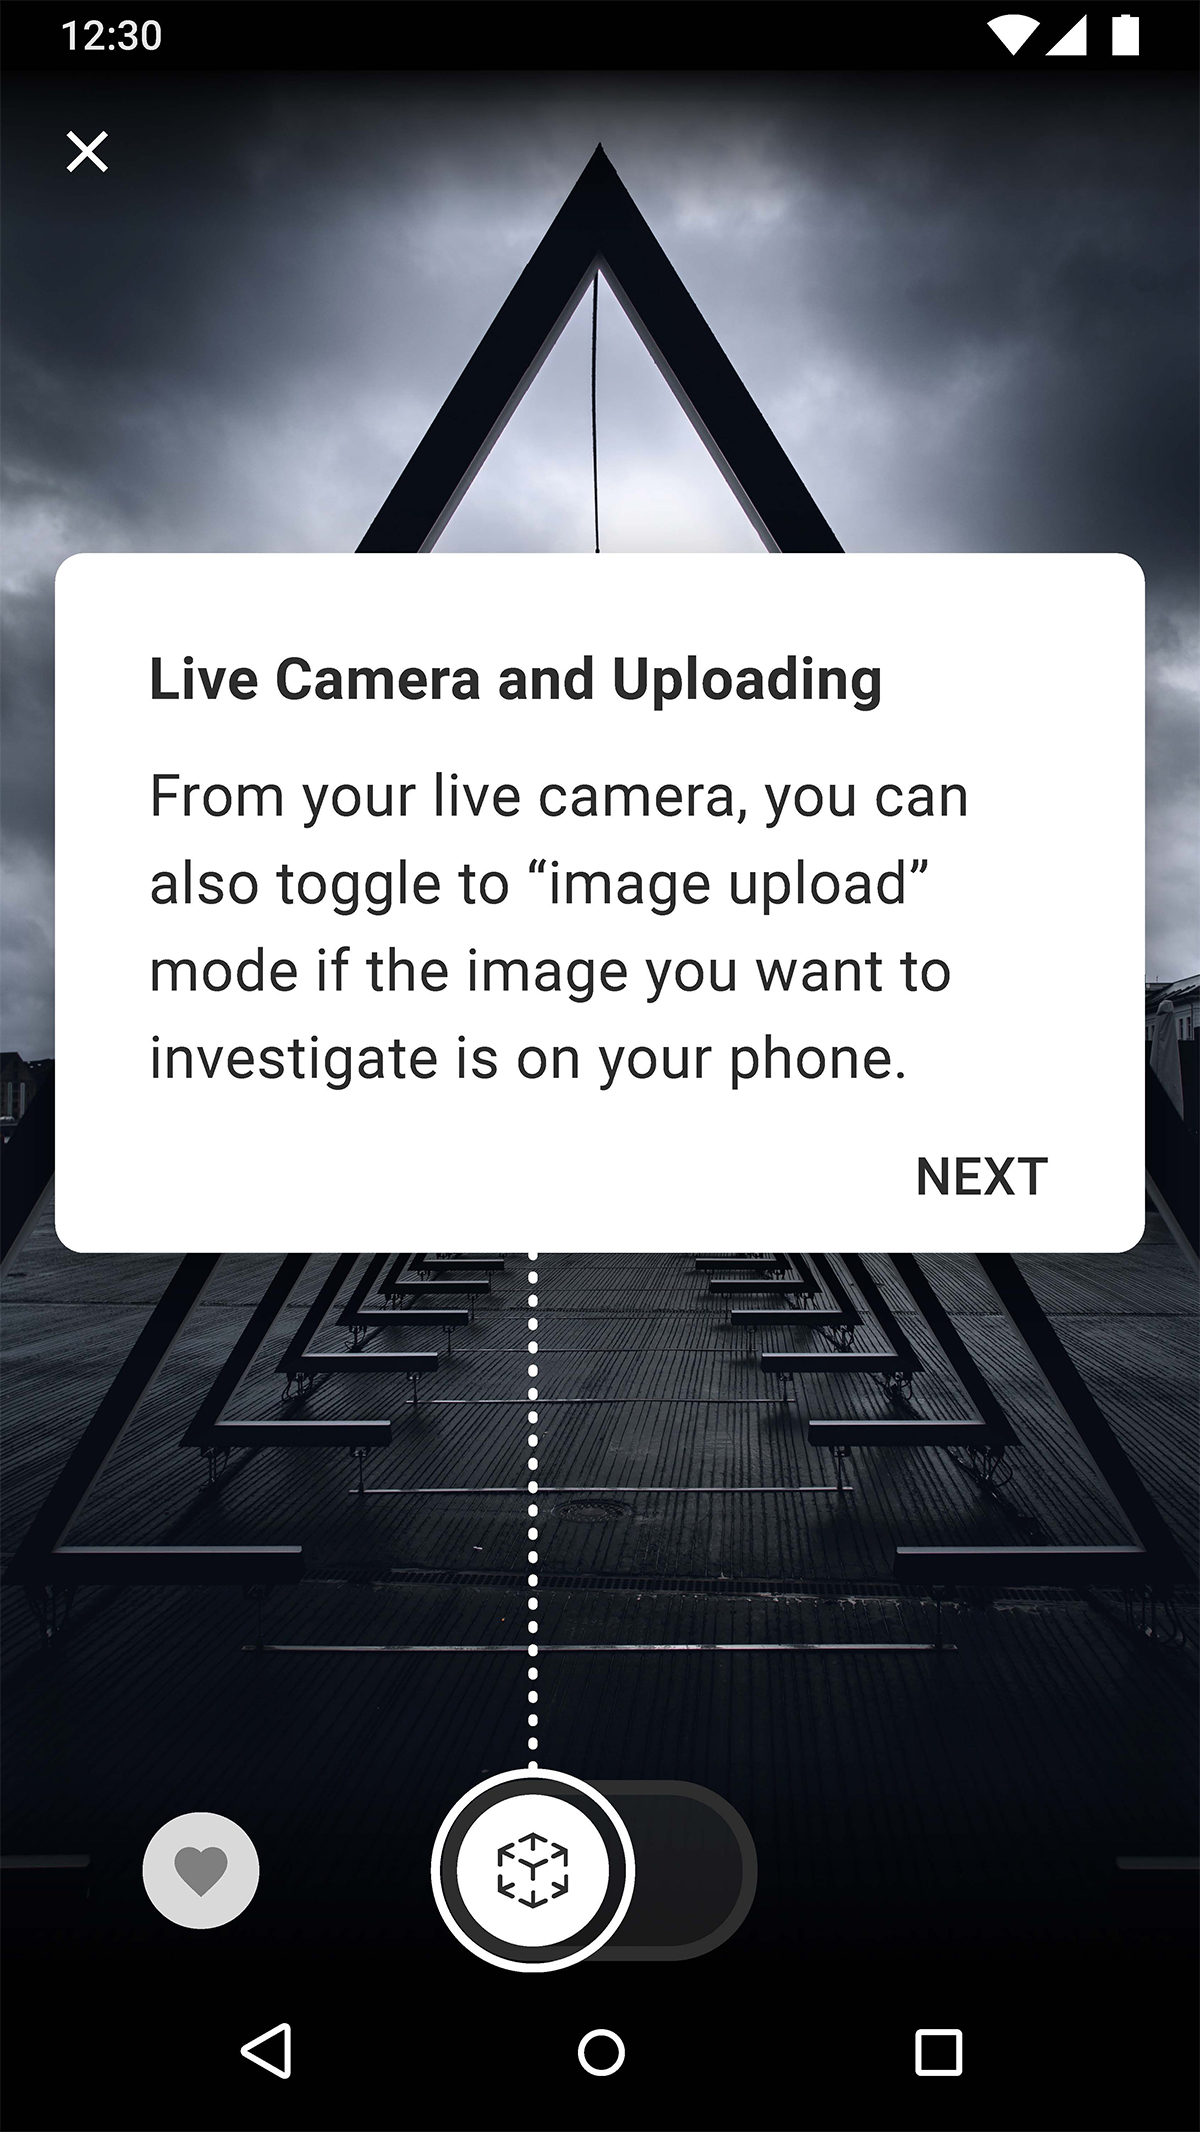 12:30
Live Camera and Uploading
From your live camera, you can
also toggle to “image upload”
mode if the image you want to
investigate is on your phone.
NEXT